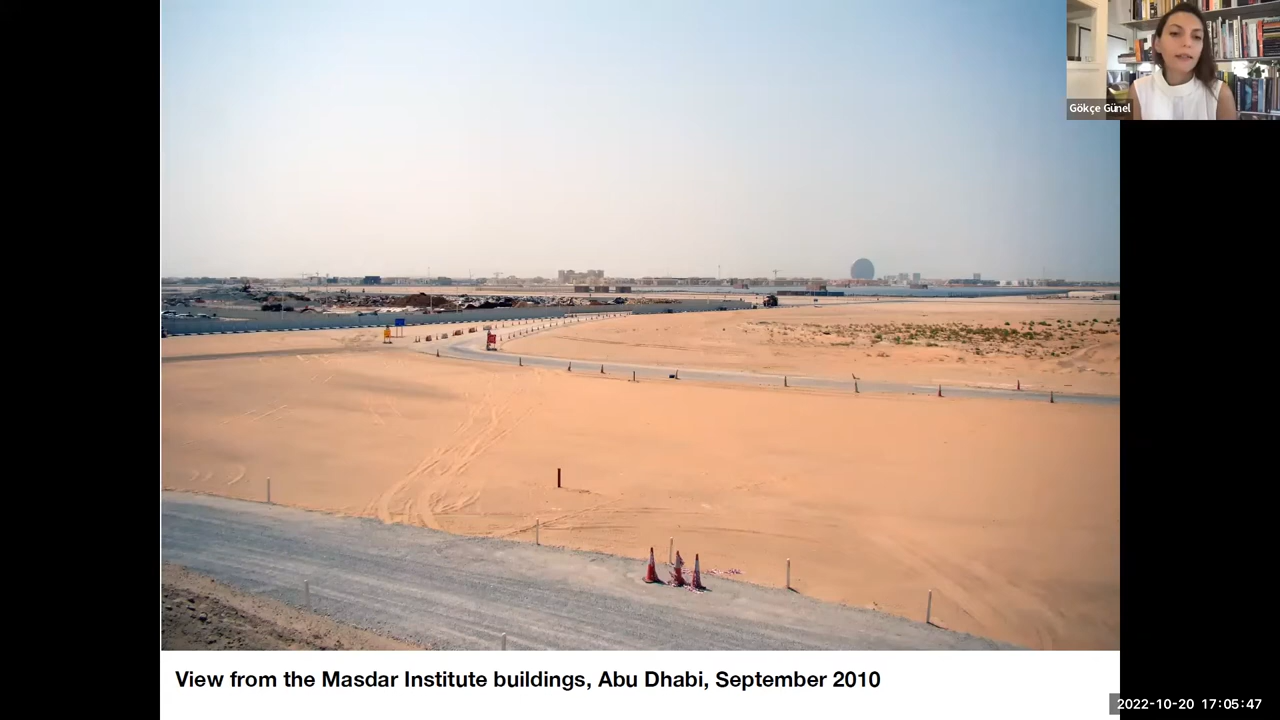 Gökçe Günel
View from the Masdar Institute buildings, Abu Dhabi, September 2010
2022-10-20 17:05:47